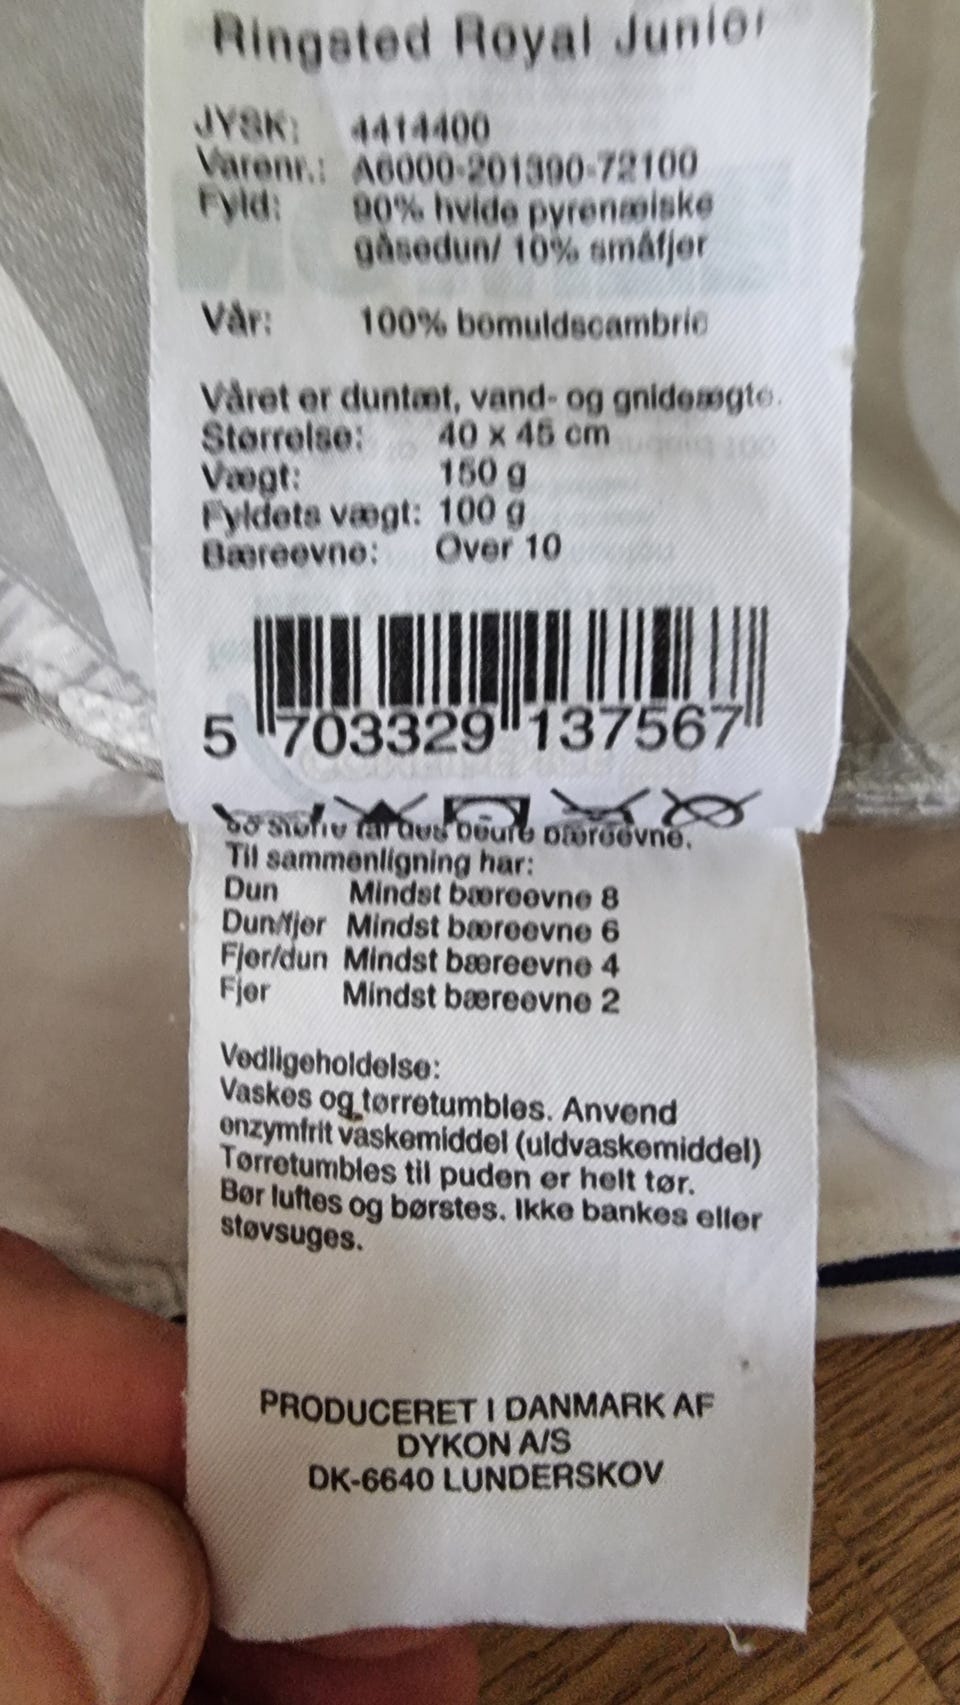 Ringsted Royal Junior
JYSK: 4414400
Varenr.: A6000-201390-72100
Fyld: 90% hvide pyrenæiske
gåsedun/ 10% småfjer
Vår: 100% bomuldscambric
Våret er duntæt, vand- og gnideægte.
Størrelse: 40 x 45 cm
Vægt: 150 g
Fyldets vægt: 100 g
Bæreevne: Over 10
5 703329 137567
bæreevne.
Til sammenligning har:
Dun Mindst bæreevne 8
Dun/fjer Mindst bæreevne 6
Fjer/dun Mindst bæreevne 4
Fjer Mindst bæreevne 2
Vedligeholdelse:
Vaskes og tørretumbles. Anvend
enzymfrit vaskemiddel (uldvaskemiddel)
Tørretumbles til puden er helt tør.
Bør luftes og børstes. Ikke bankes eller
støvsuges.
PRODUCERET I DANMARK AF
DYKON A/S
DK-6640 LUNDERSKOV